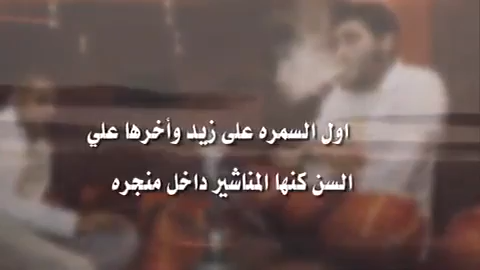 اول السمره على زيد وأخرها علي
السن كنها المناشير داخل منجره